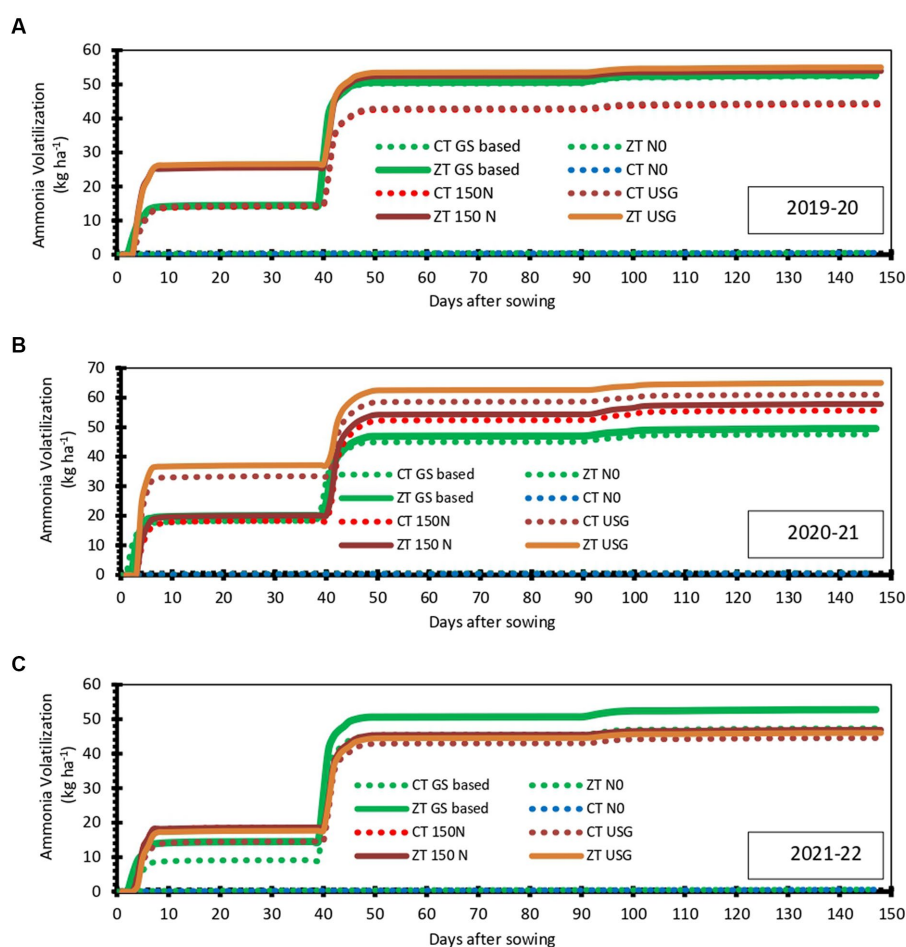 A
Ammonia Volatilization
(kg ha⁻¹)
60
50
40
30
20
10
0
CT GS based
ZT N0
ZT GS based
CT N0
CT 150N
CT USG
ZT 150 N
ZT USG
2019-20
0 10 20 30 40 50 60 70 80 90 100 110 120 130 140 150
Days after sowing
B
Ammonia Volatilization
(kg ha⁻¹)
70
60
50
40
30
20
10
0
CT GS based
ZT N0
ZT GS based
CT N0
CT 150N
CT USG
ZT 150 N
ZT USG
2020-21
0 10 20 30 40 50 60 70 80 90 100 110 120 130 140 150
Days after sowing
C
Ammonia Volatilization
(kg ha⁻¹)
60
50
40
30
20
10
0
CT GS based
ZT N0
ZT GS based
CT N0
CT 150N
CT USG
ZT 150 N
ZT USG
2021-22
0 10 20 30 40 50 60 70 80 90 100 110 120 130 140 150
Days after sowing